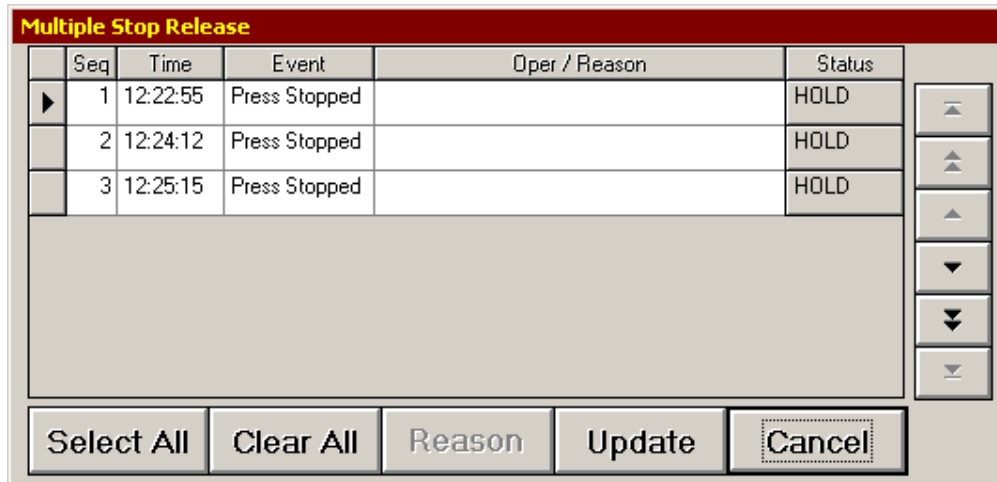 Multiple Stop Release
Seq Time Event Oper / Reason Status
1 12:22:55 Press Stopped HOLD
2 12:24:12 Press Stopped HOLD
3 12:25:15 Press Stopped HOLD
Select All Clear All Reason Update Cancel